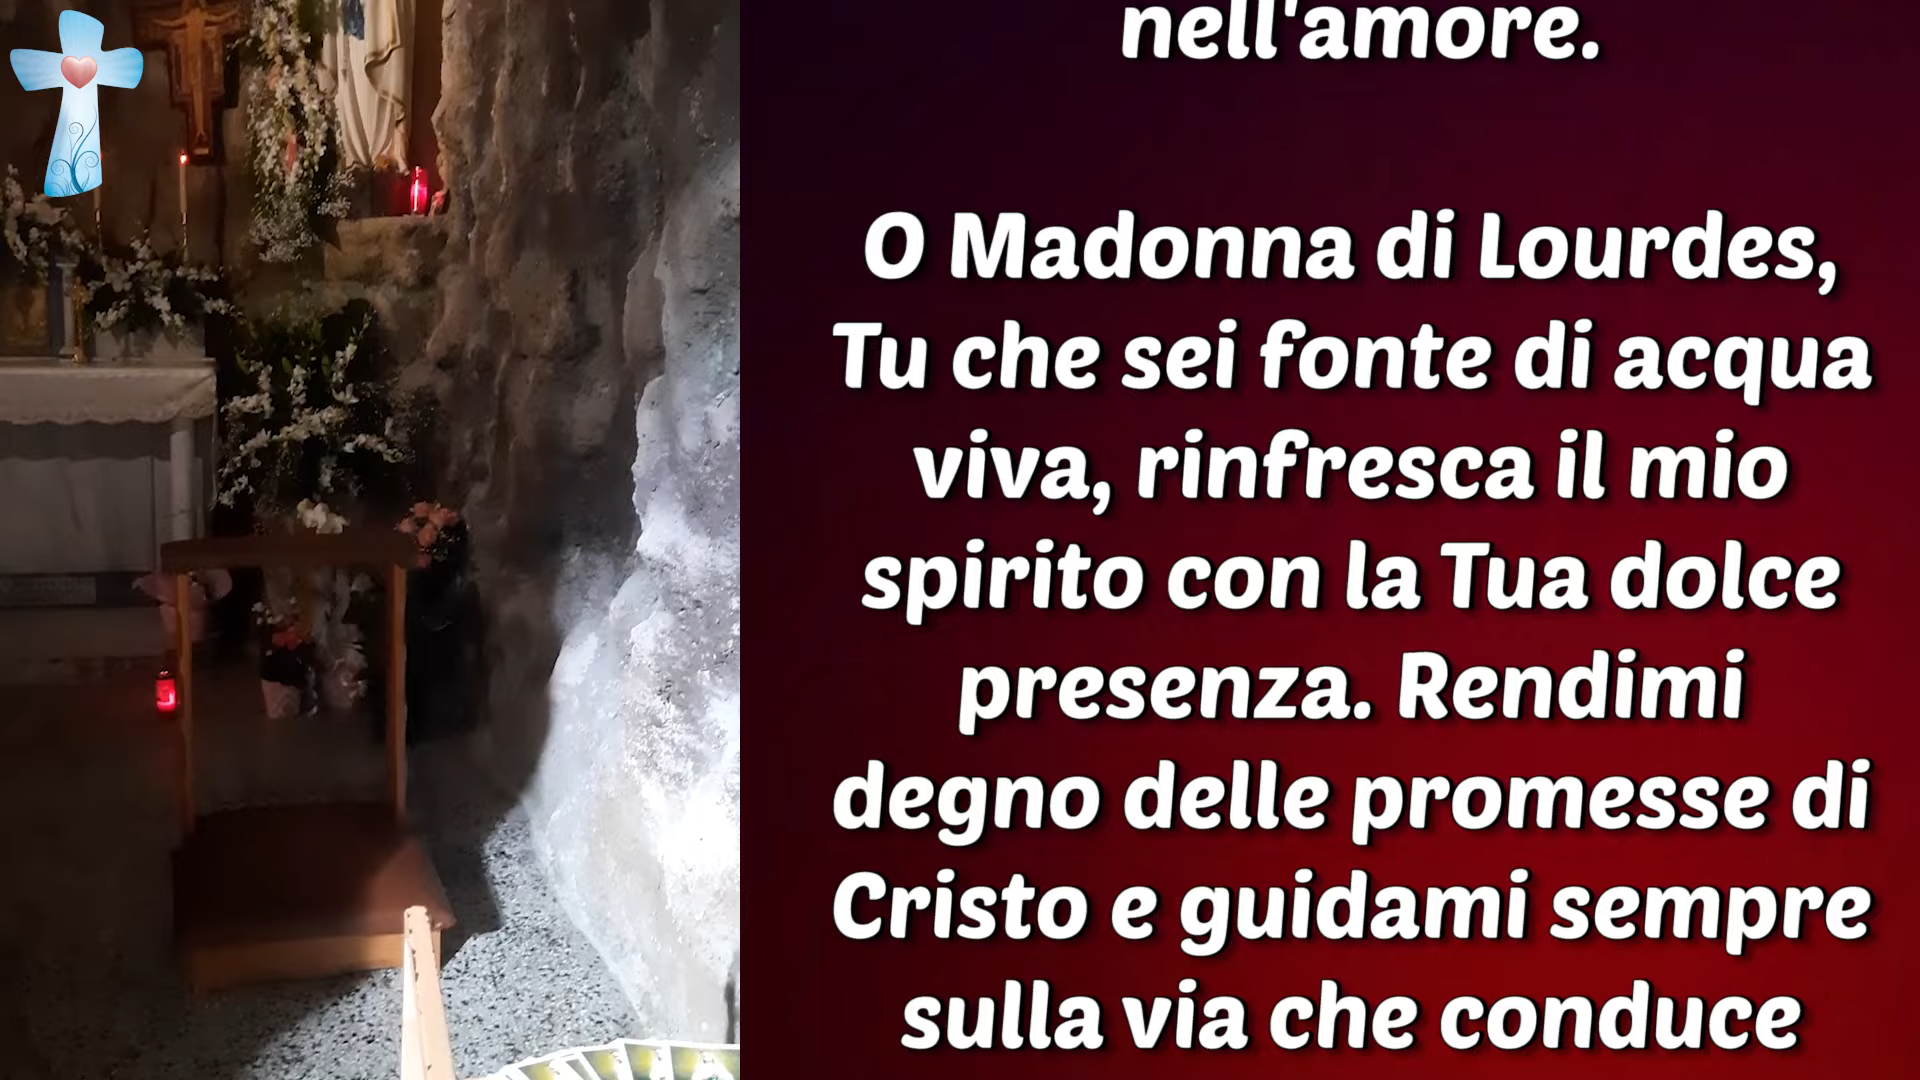 nell'amore.
O Madonna di Lourdes,
Tu che sei fonte di acqua
viva, rinfresca il mio
spirito con la Tua dolce
presenza. Rendimi
degno delle promesse di
Cristo e guidami sempre
sulla via che conduce